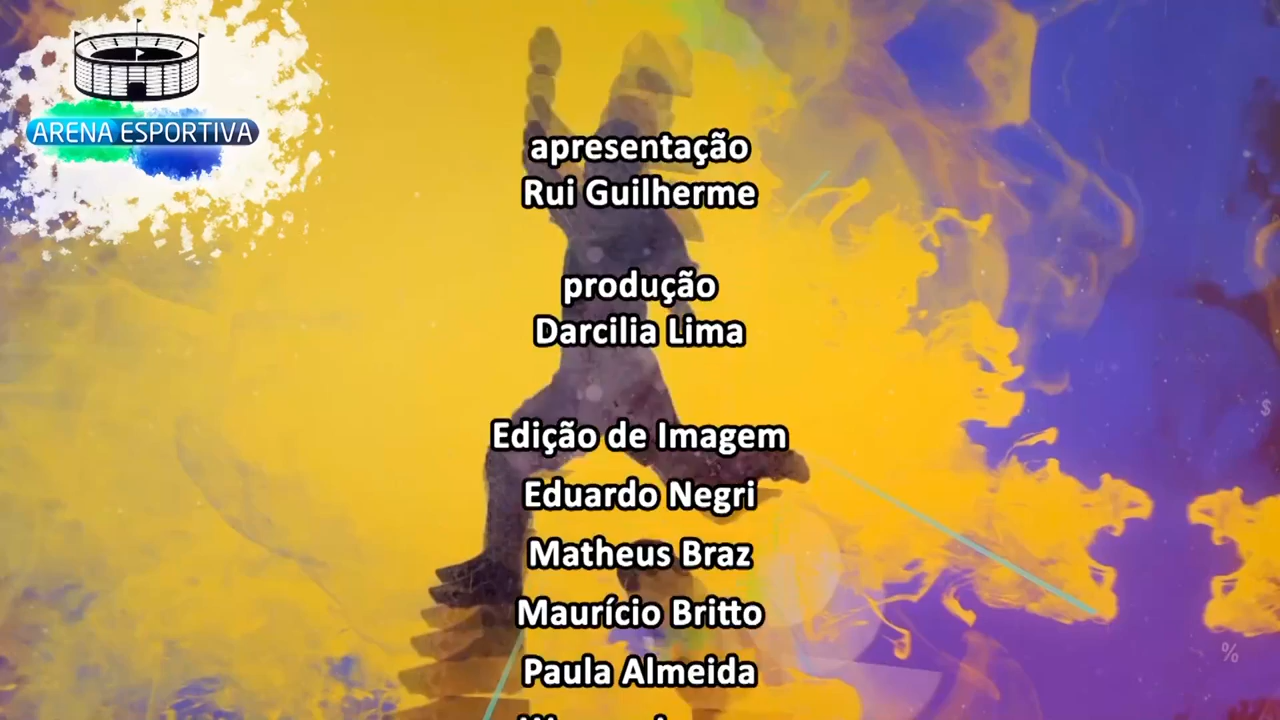 ARENA ESPORTIVA
apresentação
Rui Guilherme
produção
Darcilia Lima
Edição de Imagem
Eduardo Negri
Matheus Braz
Maurício Britto
Paula Almeida
$
%